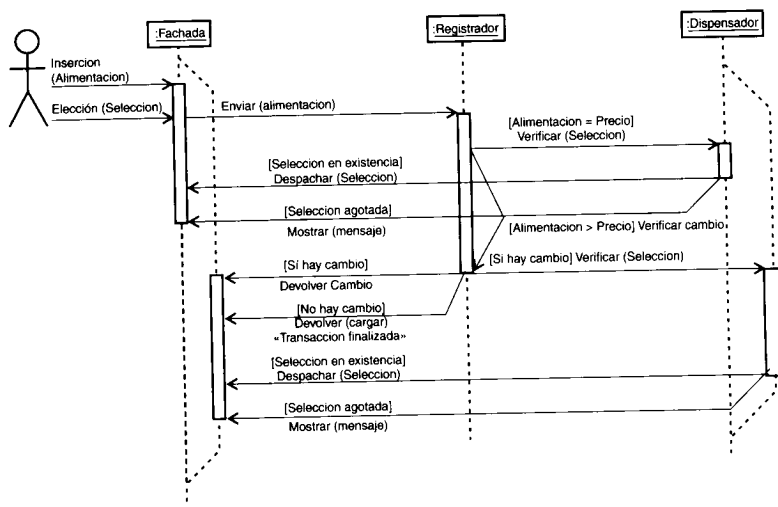 :Fachada
:Registrador
:Dispensador
Insercion
(Alimentacion)
Elección (Seleccion)
Enviar (alimentacion)
[Alimentacion = Precio]
Verificar (Seleccion)
[Seleccion en existencia]
Despachar (Seleccion)
[Seleccion agotada]
Mostrar (mensaje)
[Alimentacion > Precio] Verificar cambio
[Sí hay cambio]
Devolver Cambio
[Si hay cambio] Verificar (Seleccion)
[No hay cambio]
Devolver (cargar)
«Transaccion finalizada»
[Seleccion en existencia]
Despachar (Seleccion)
[Seleccion agotada]
Mostrar (mensaje)